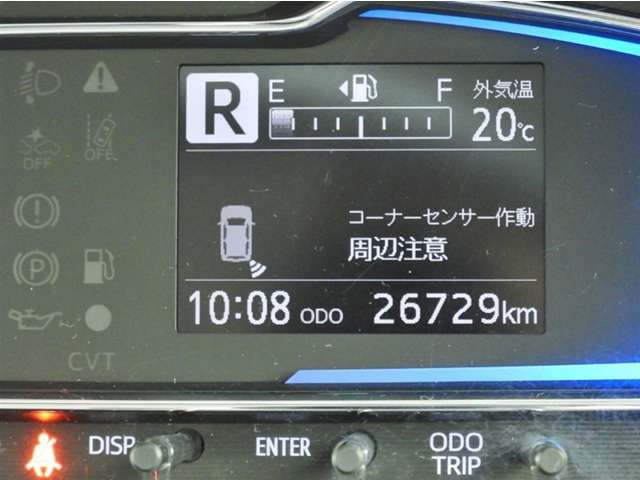 R
E F
外気温
20℃
コーナーセンサー作動
周辺注意
10:08 ODO 26729km
OFF
OFF
P
CVT
DISP
ENTER
ODO
TRIP